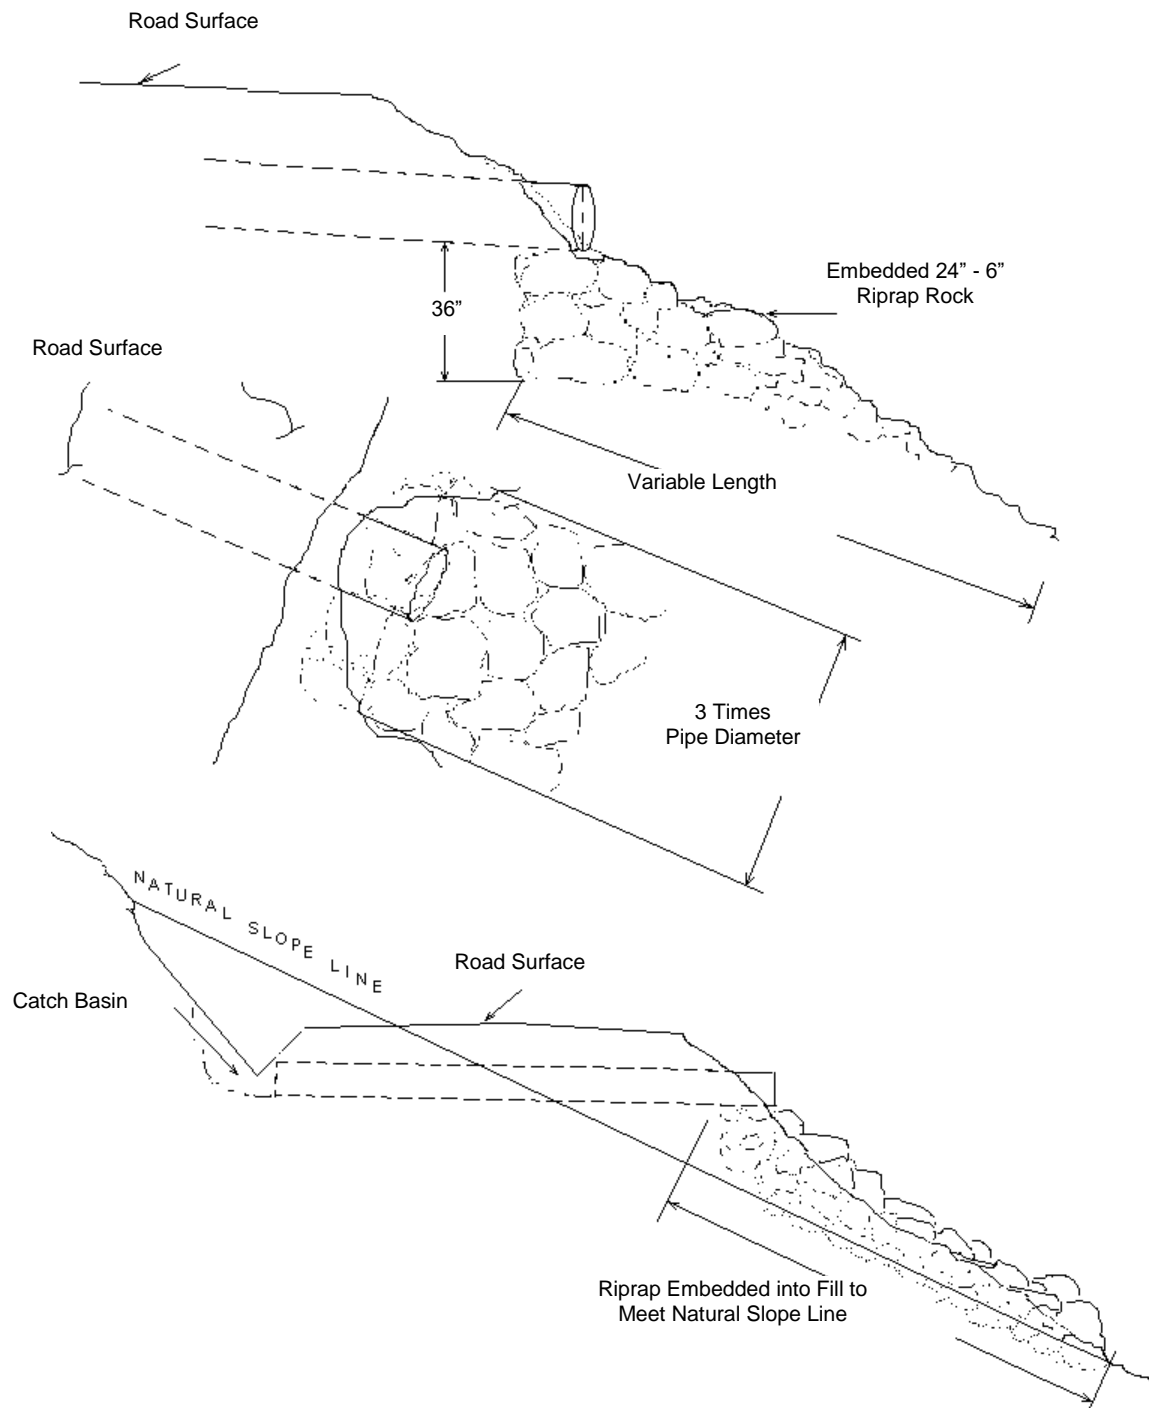 Road Surface
Embedded 24” - 6”
Riprap Rock
36”
Road Surface
Variable Length
3 Times
Pipe Diameter
NATURAL SLOPE LINE
Road Surface
Catch Basin
Riprap Embedded into Fill to
Meet Natural Slope Line